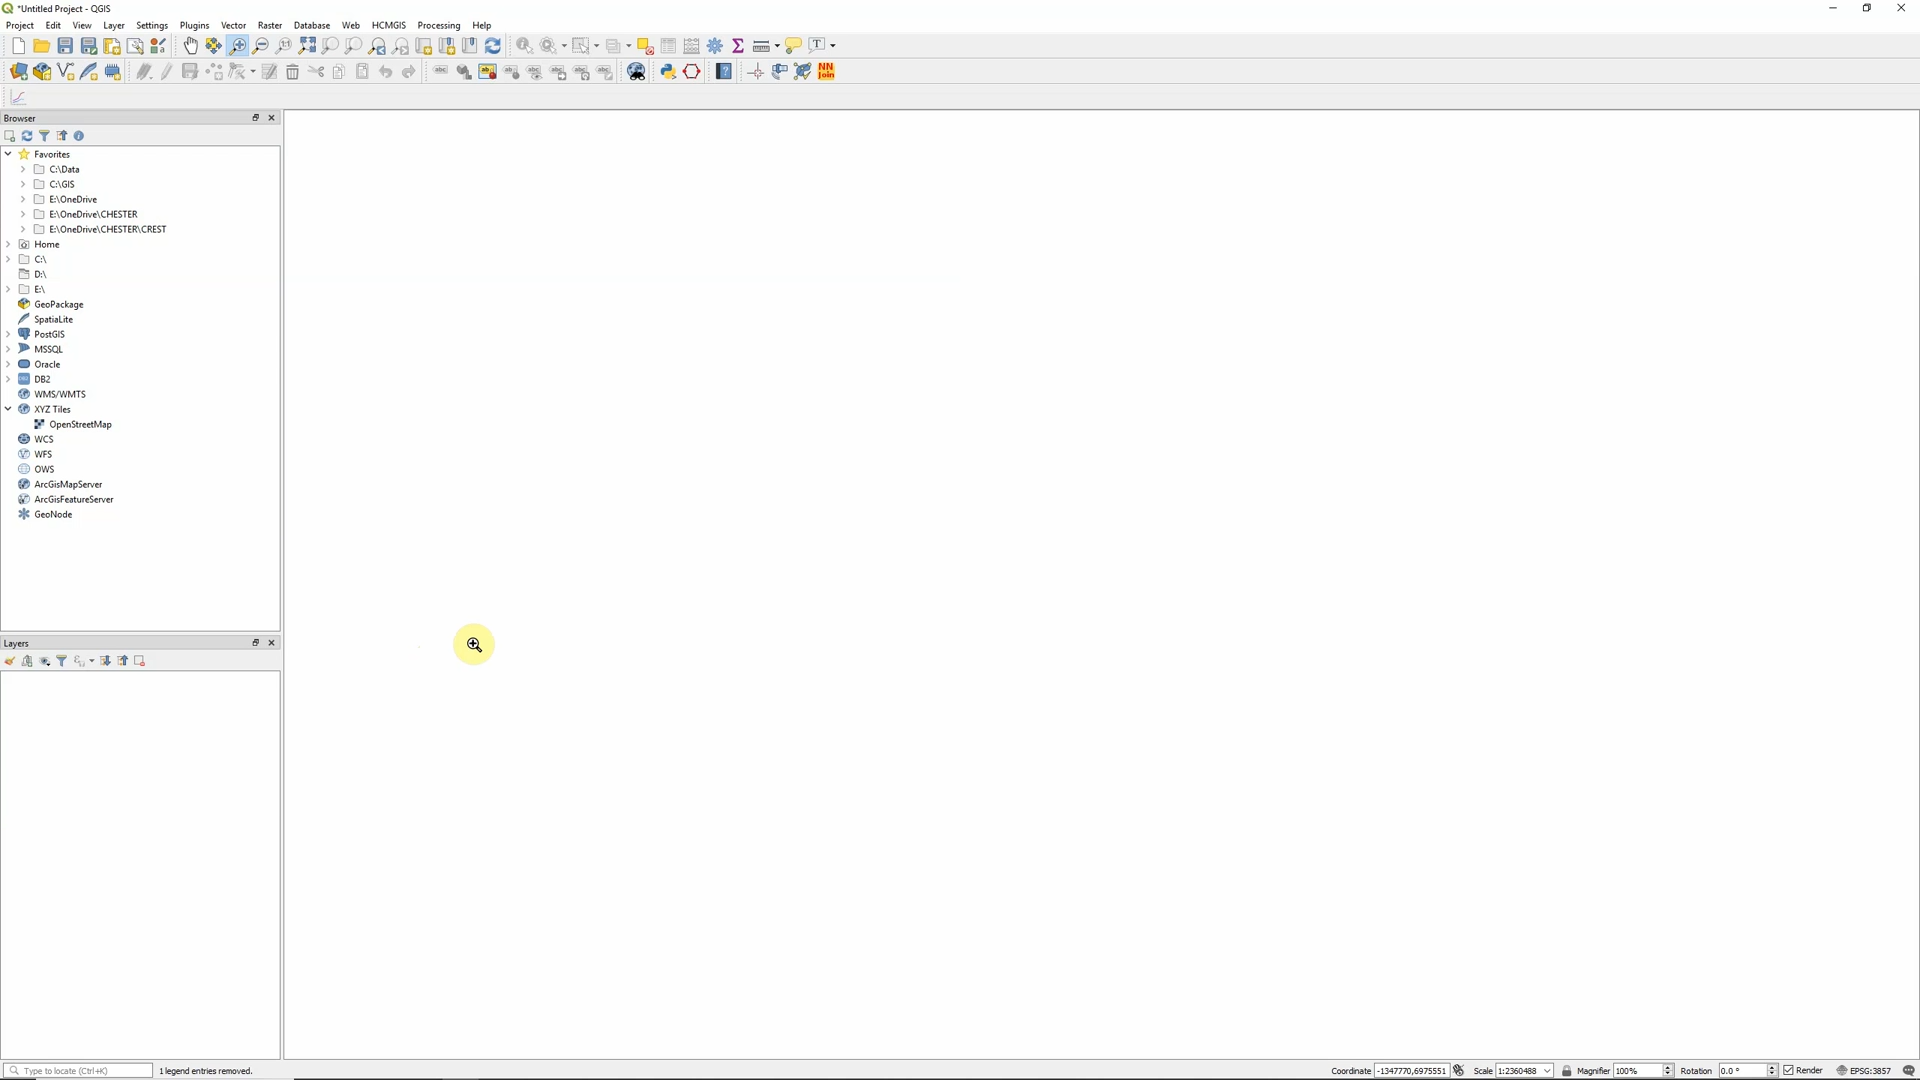 *Untitled Project - QGIS
Project Edit View Layer Settings Plugins Vector Raster Database Web HCMGIS Processing Help
Browser
Favorites
C:\Data
C:\GIS
E:\OneDrive
E:\OneDrive\CHESTER
E:\OneDrive\CHESTER\CREST
Home
C:\
D:\
E:\
GeoPackage
SpatiaLite
PostGIS
MSSQL
Oracle
DB2
WMS/WMTS
XYZ Tiles
OpenStreetMap
WCS
WFS
OWS
ArcGisMapServer
ArcGisFeatureServer
GeoNode
Layers
Type to locate (Ctrl+K) 1 legend entries removed. Coordinate -1347770,6975551 Scale 1:2360488 Magnifier 100% Rotation 0.0 ° Render EPSG:3857